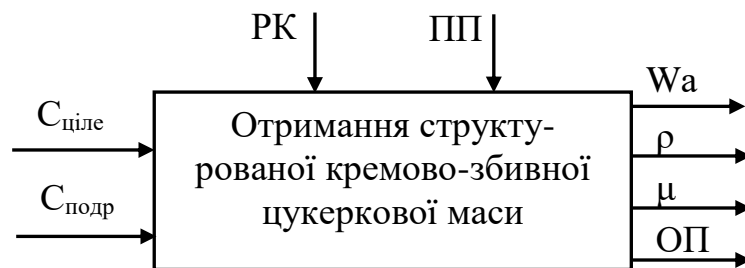 РК
ПП
Wa
Сціле
Отримання структу-
рованої кремово-збивної
цукеркової маси
ρ
Сподр
μ
ОП